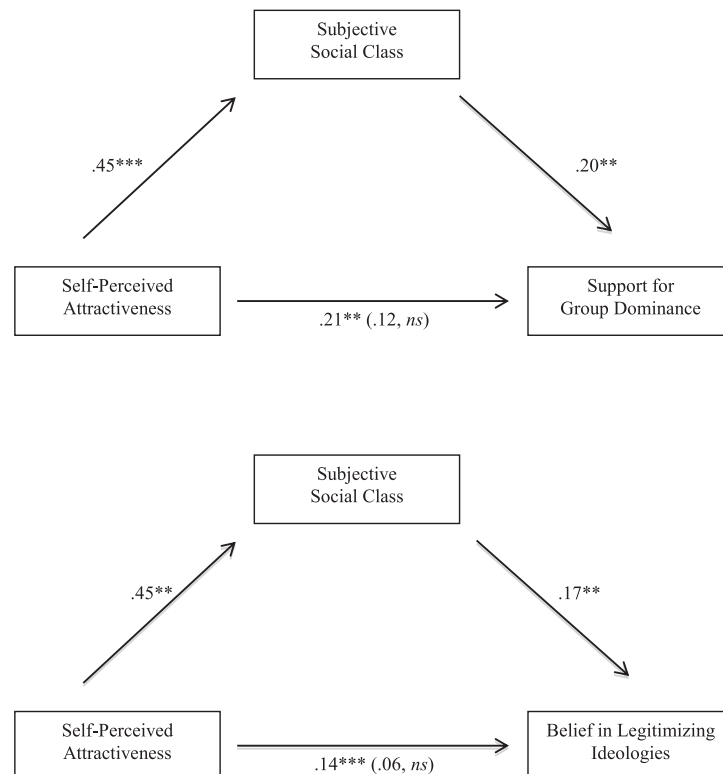 Subjective
Social Class
.45***
.20**
Self-Perceived
Attractiveness
Support for
Group Dominance
.21** (.12, ns)
Subjective
Social Class
.45**
.17**
Self-Perceived
Attractiveness
Belief in Legitimizing
Ideologies
.14*** (.06, ns)